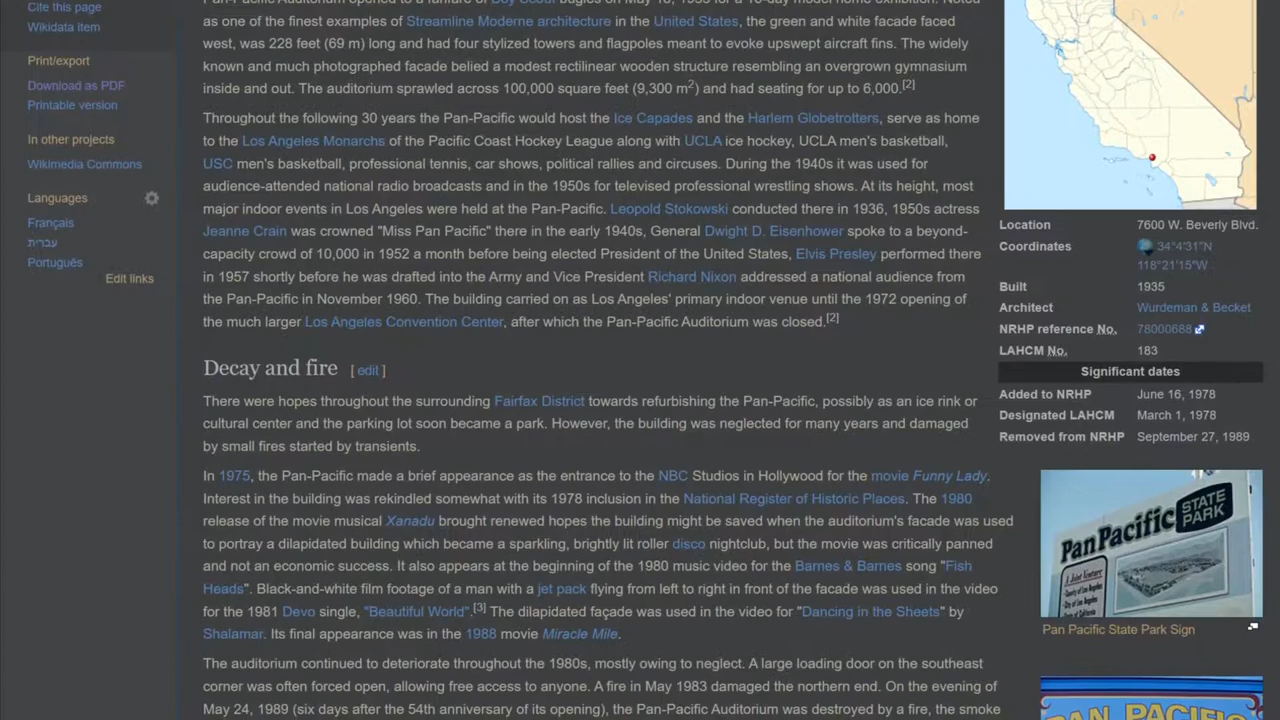 Cite this page
Wikidata item
Print/export
Download as PDF
Printable version
In other projects
Wikimedia Commons
Languages
Français
עברית
Português
Edit links
as one of the finest examples of Streamline Moderne architecture in the United States, the green and white facade faced
west, was 228 feet (69 m) long and had four stylized towers and flagpoles meant to evoke upswept aircraft fins. The widely
known and much photographed facade belied a modest rectilinear wooden structure resembling an overgrown gymnasium
inside and out. The auditorium sprawled across 100,000 square feet (9,300 m2) and had seating for up to 6,000.[2]
Throughout the following 30 years the Pan-Pacific would host the Ice Capades and the Harlem Globetrotters, serve as home
to the Los Angeles Monarchs of the Pacific Coast Hockey League along with UCLA ice hockey, UCLA men's basketball,
USC men's basketball, professional tennis, car shows, political rallies and circuses. During the 1940s it was used for
audience-attended national radio broadcasts and in the 1950s for televised professional wrestling shows. At its height, most
major indoor events in Los Angeles were held at the Pan-Pacific. Leopold Stokowski conducted there in 1936, 1950s actress
Jeanne Crain was crowned "Miss Pan Pacific" there in the early 1940s, General Dwight D. Eisenhower spoke to a beyond-
capacity crowd of 10,000 in 1952 a month before being elected President of the United States, Elvis Presley performed there
in 1957 shortly before he was drafted into the Army and Vice President Richard Nixon addressed a national audience from
the Pan-Pacific in November 1960. The building carried on as Los Angeles' primary indoor venue until the 1972 opening of
the much larger Los Angeles Convention Center, after which the Pan-Pacific Auditorium was closed.[2]
Decay and fire [ edit ]
There were hopes throughout the surrounding Fairfax District towards refurbishing the Pan-Pacific, possibly as an ice rink or
cultural center and the parking lot soon became a park. However, the building was neglected for many years and damaged
by small fires started by transients.
In 1975, the Pan-Pacific made a brief appearance as the entrance to the NBC Studios in Hollywood for the movie Funny Lady.
Interest in the building was rekindled somewhat with its 1978 inclusion in the National Register of Historic Places. The 1980
release of the movie musical Xanadu brought renewed hopes the building might be saved when the auditorium's facade was used
to portray a dilapidated building which became a sparkling, brightly lit roller disco nightclub, but the movie was critically panned
and not an economic success. It also appears at the beginning of the 1980 music video for the Barnes & Barnes song "Fish
Heads". Black-and-white film footage of a man with a jet pack flying from left to right in front of the facade was used in the video
for the 1981 Devo single, "Beautiful World".[3] The dilapidated façade was used in the video for "Dancing in the Sheets" by
Shalamar. Its final appearance was in the 1988 movie Miracle Mile.
The auditorium continued to deteriorate throughout the 1980s, mostly owing to neglect. A large loading door on the southeast
corner was often forced open, allowing free access to anyone. A fire in May 1983 damaged the northern end. On the evening of
May 24, 1989 (six days after the 54th anniversary of its opening), the Pan-Pacific Auditorium was destroyed by a fire, the smoke
Location 7600 W. Beverly Blvd.
Coordinates 34°4′31″N
118°21′15″W
Built 1935
Architect Wurdeman & Becket
NRHP reference No. 78000688
LAHCM No. 183
Significant dates
Added to NRHP June 16, 1978
Designated LAHCM March 1, 1978
Removed from NRHP September 27, 1989
Pan Pacific STATE PARK
A Joint Venture
Pan Pacific State Park Sign
PAN PACIFIC